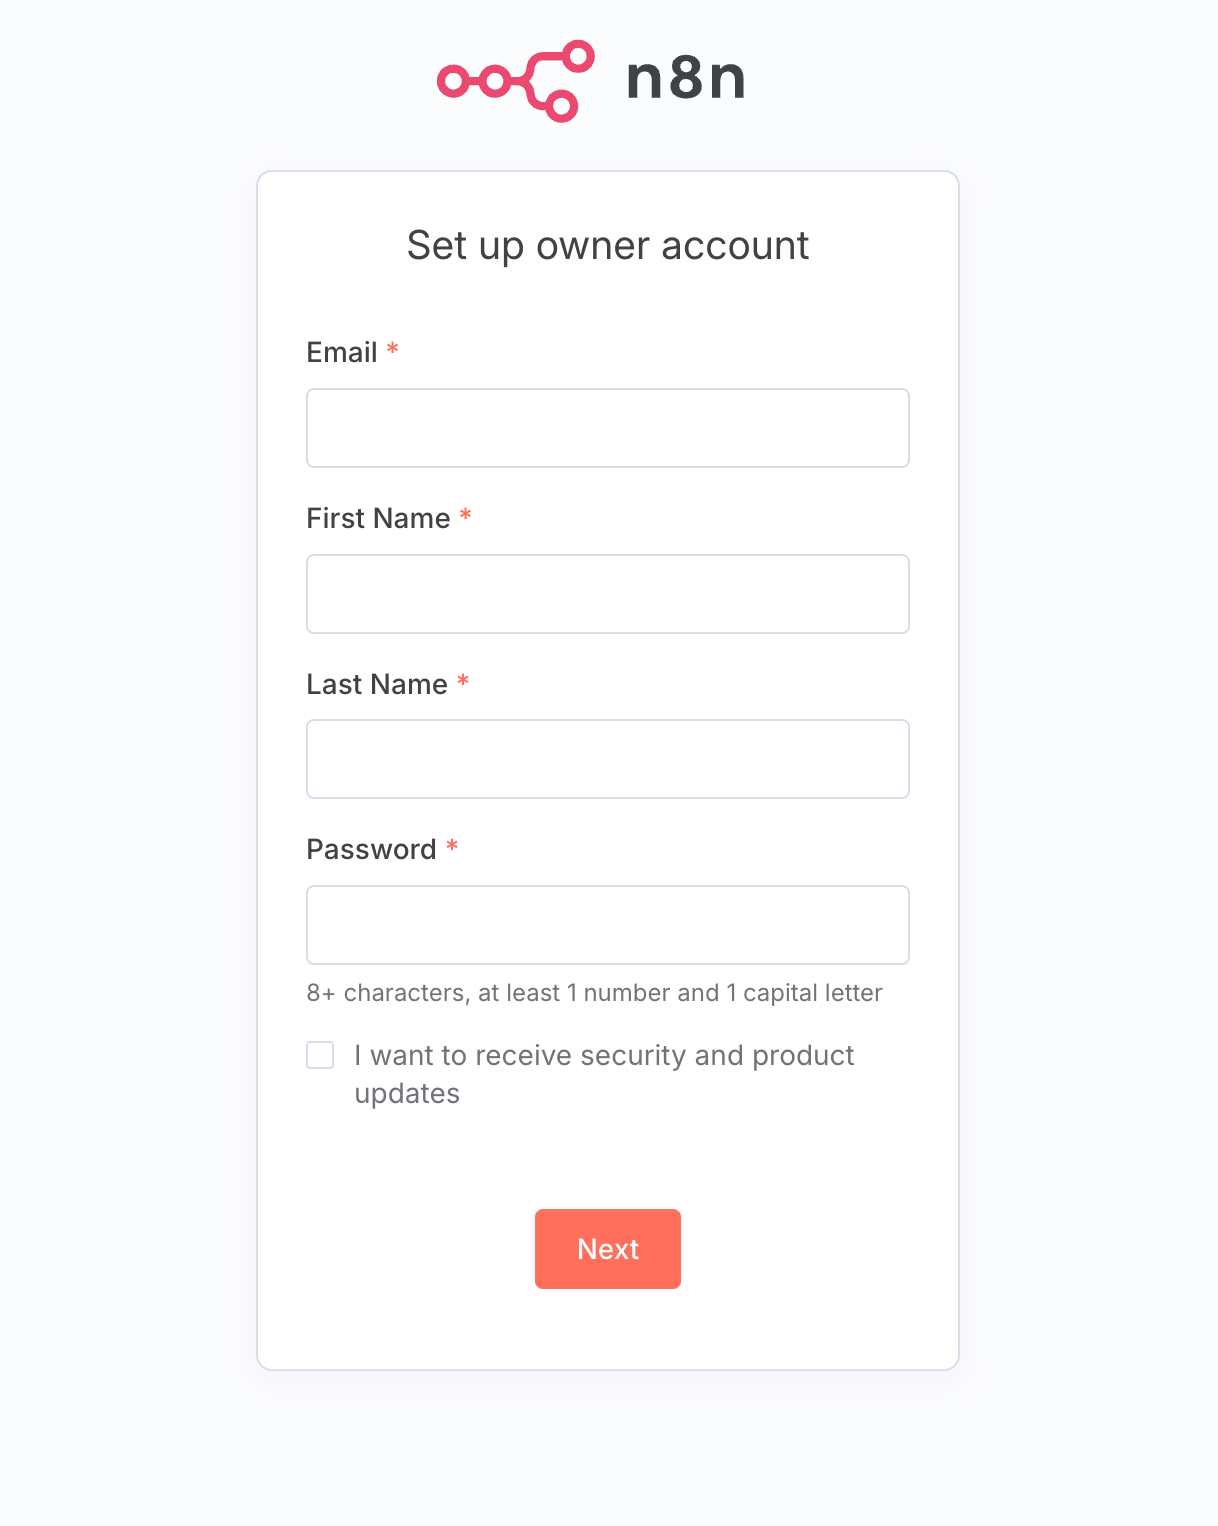 n8n
Set up owner account
Email *
First Name *
Last Name *
Password *
8+ characters, at least 1 number and 1 capital letter
I want to receive security and product
updates
Next